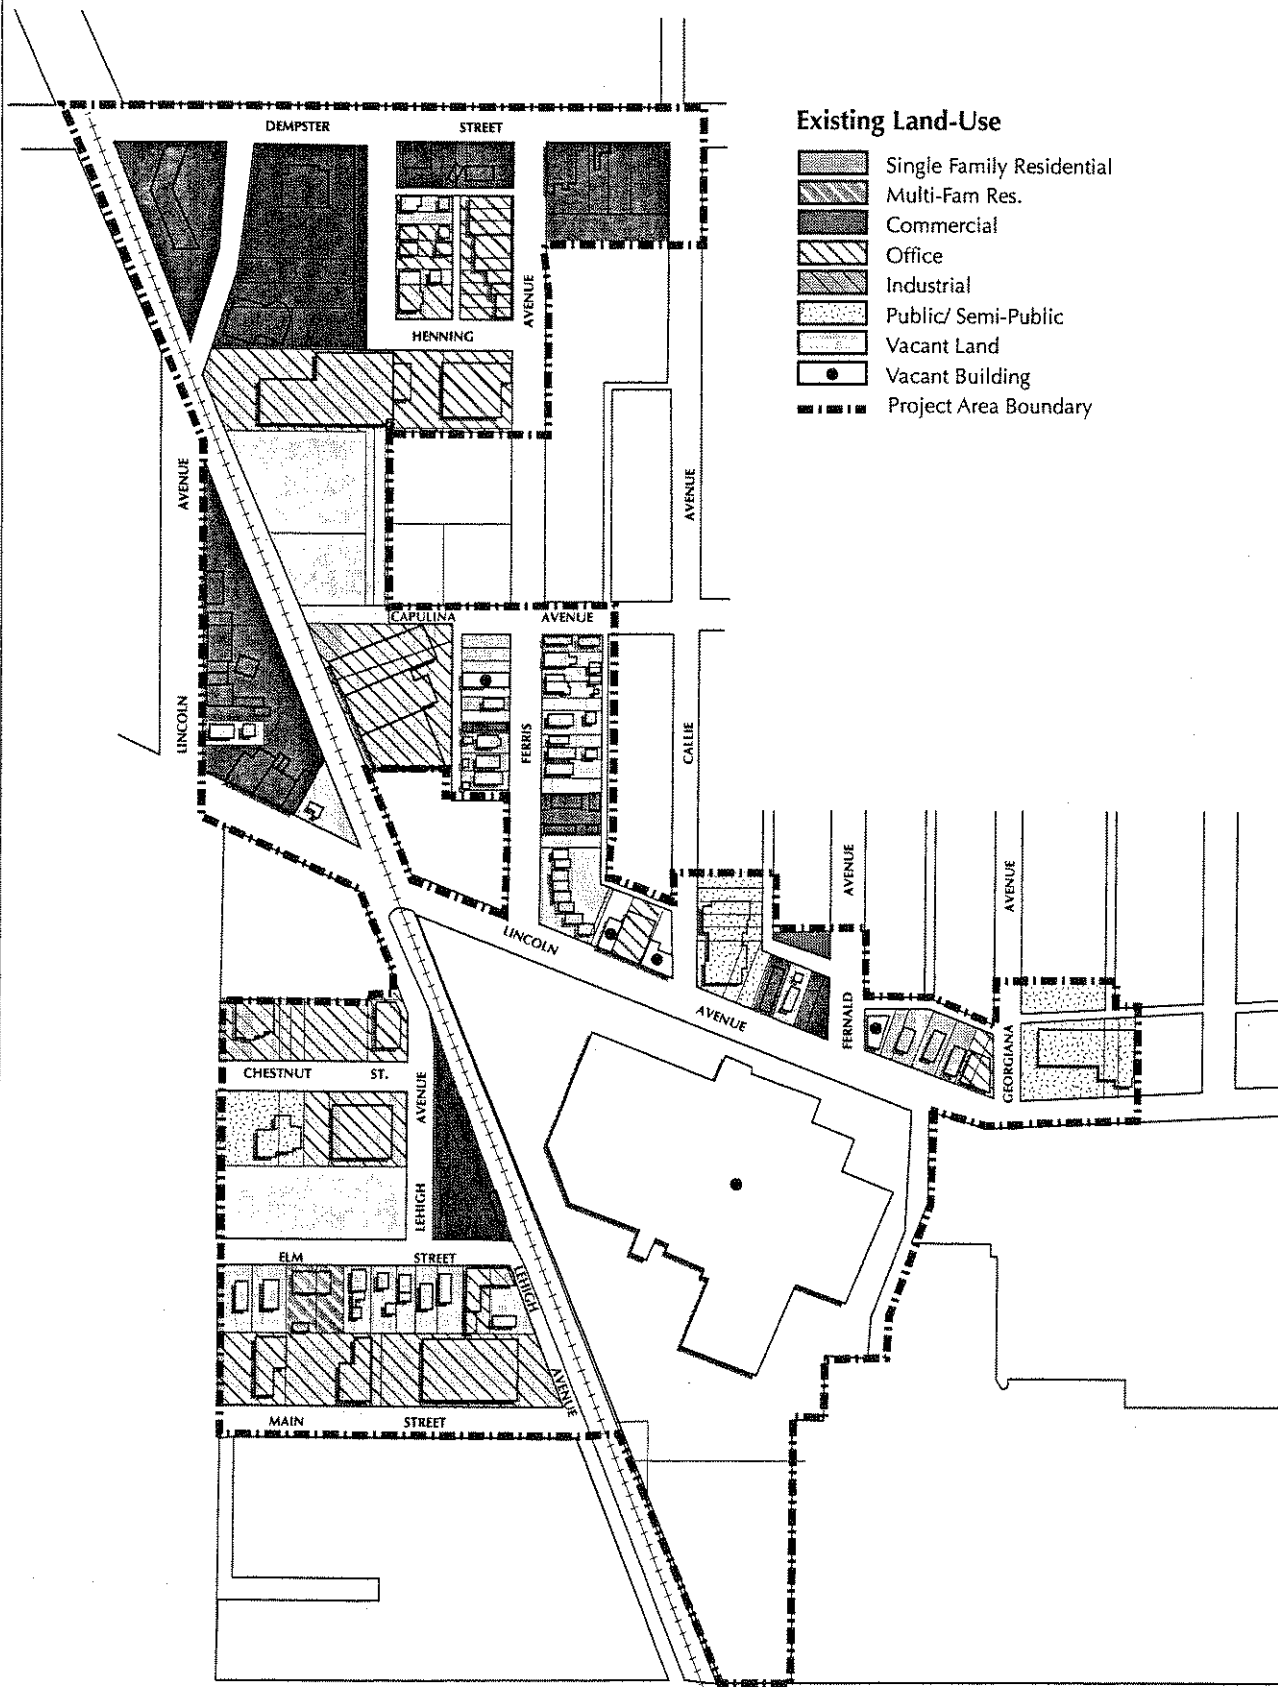 DEMPSTER STREET
Existing Land-Use
Single Family Residential
Multi-Fam Res.
Commercial
Office
Industrial
Public/ Semi-Public
Vacant Land
Vacant Building
Project Area Boundary
AVENUE
HENNING
AVENUE
AVENUE
CAPULINA AVENUE
LINCOLN
FERRIS
CALLIE
AVENUE
AVENUE
LINCOLN
AVENUE
FERNALD
GEORGIANA
CHESTNUT ST.
AVENUE
LEHIGH
ELM STREET
LEHIGH
AVENUE
MAIN STREET